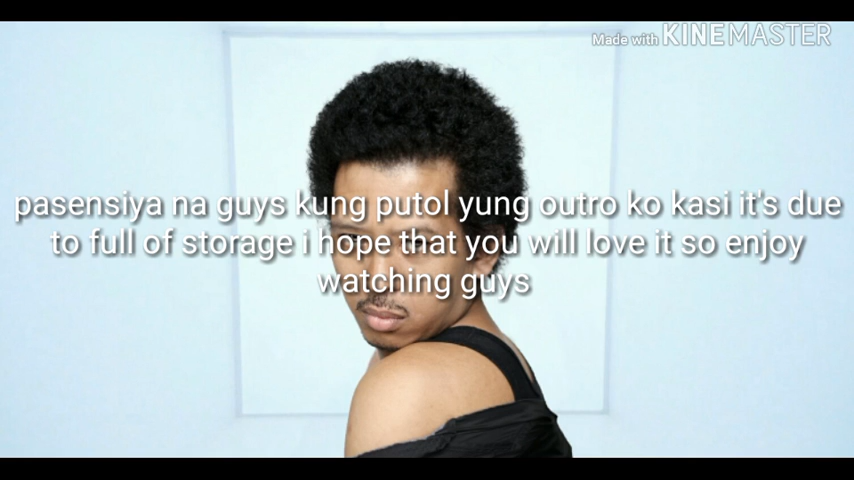 Made with KINEMASTER
pasensiya na guys kung putol yung outro ko kasi it's due
to full of storage i hope that you will love it so enjoy
watching guys